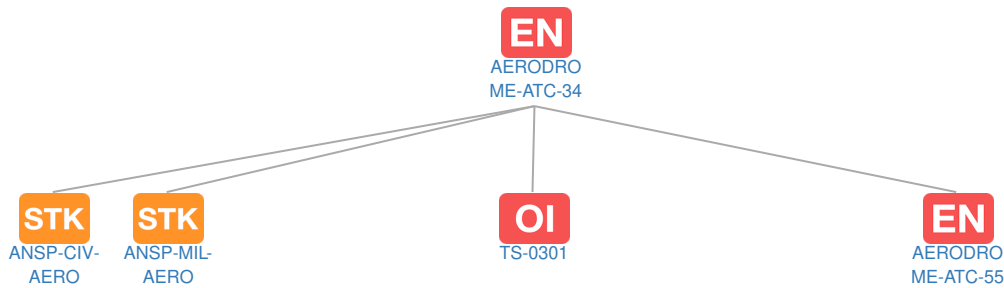 EN
AERODRO
ME-ATC-34
STK
ANSP-CIV-
AERO
STK
ANSP-MIL-
AERO
OI
TS-0301
EN
AERODRO
ME-ATC-55